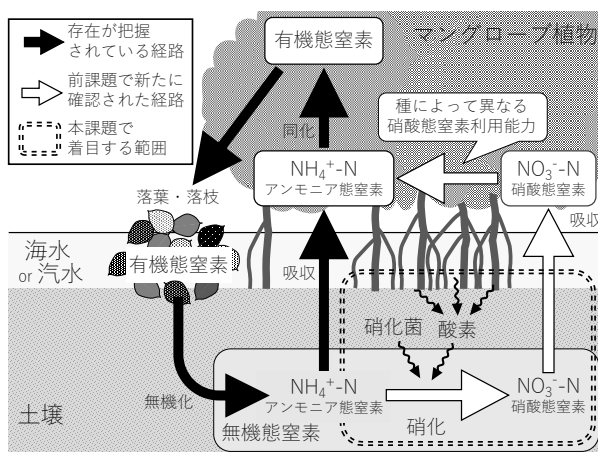 存在が把握
されている経路
前課題で新たに
確認された経路
本課題で
着目する範囲
有機態窒素
マングローブ植物
種によって異なる
硝酸態窒素利用能力
同化
NH₄⁺-N
アンモニア態窒素
NO₃⁻-N
硝酸態窒素
落葉・落枝
吸収
海水
or 汽水
有機態窒素
吸収
硝化菌
酸素
無機化
NH₄⁺-N
アンモニア態窒素
NO₃⁻-N
硝酸態窒素
土壌
無機態窒素
硝化